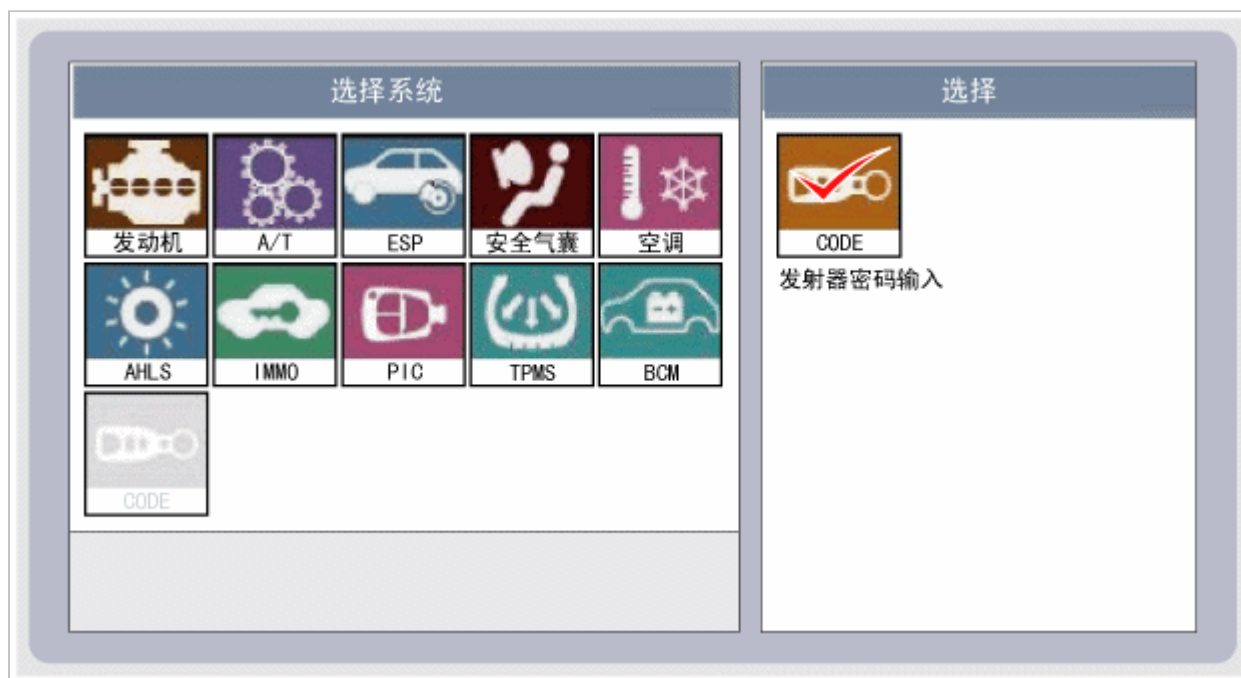 选择系统
发动机 A/T ESP 安全气囊 空调
AHLS IMMO PIC TPMS BCM
CODE
选择
CODE
发射器密码输入